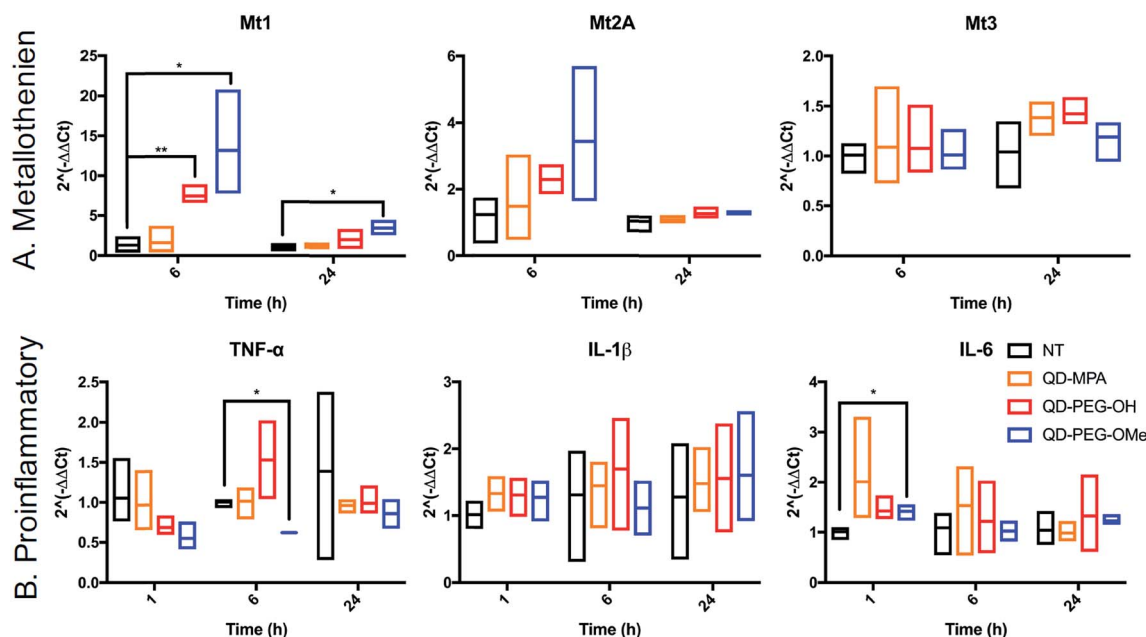 A. Metallothenien
Mt1
2^(-ΔΔCt)
25
20
15
10
5
0
*
**
*
6
24
Time (h)
Mt2A
2^(-ΔΔCt)
6
4
2
0
6
24
Time (h)
Mt3
2^(-ΔΔCt)
2.0
1.5
1.0
0.5
0.0
6
24
Time (h)
B. Proinflammatory
TNF-α
2^(-ΔΔCt)
2.5
2.0
1.5
1.0
0.5
0.0
*
1
6
24
Time (h)
IL-1β
2^(-ΔΔCt)
3
2
1
0
1
6
24
Time (h)
IL-6
2^(-ΔΔCt)
4
3
2
1
0
*
1
6
24
Time (h)
NT
QD-MPA
QD-PEG-OH
QD-PEG-OMe